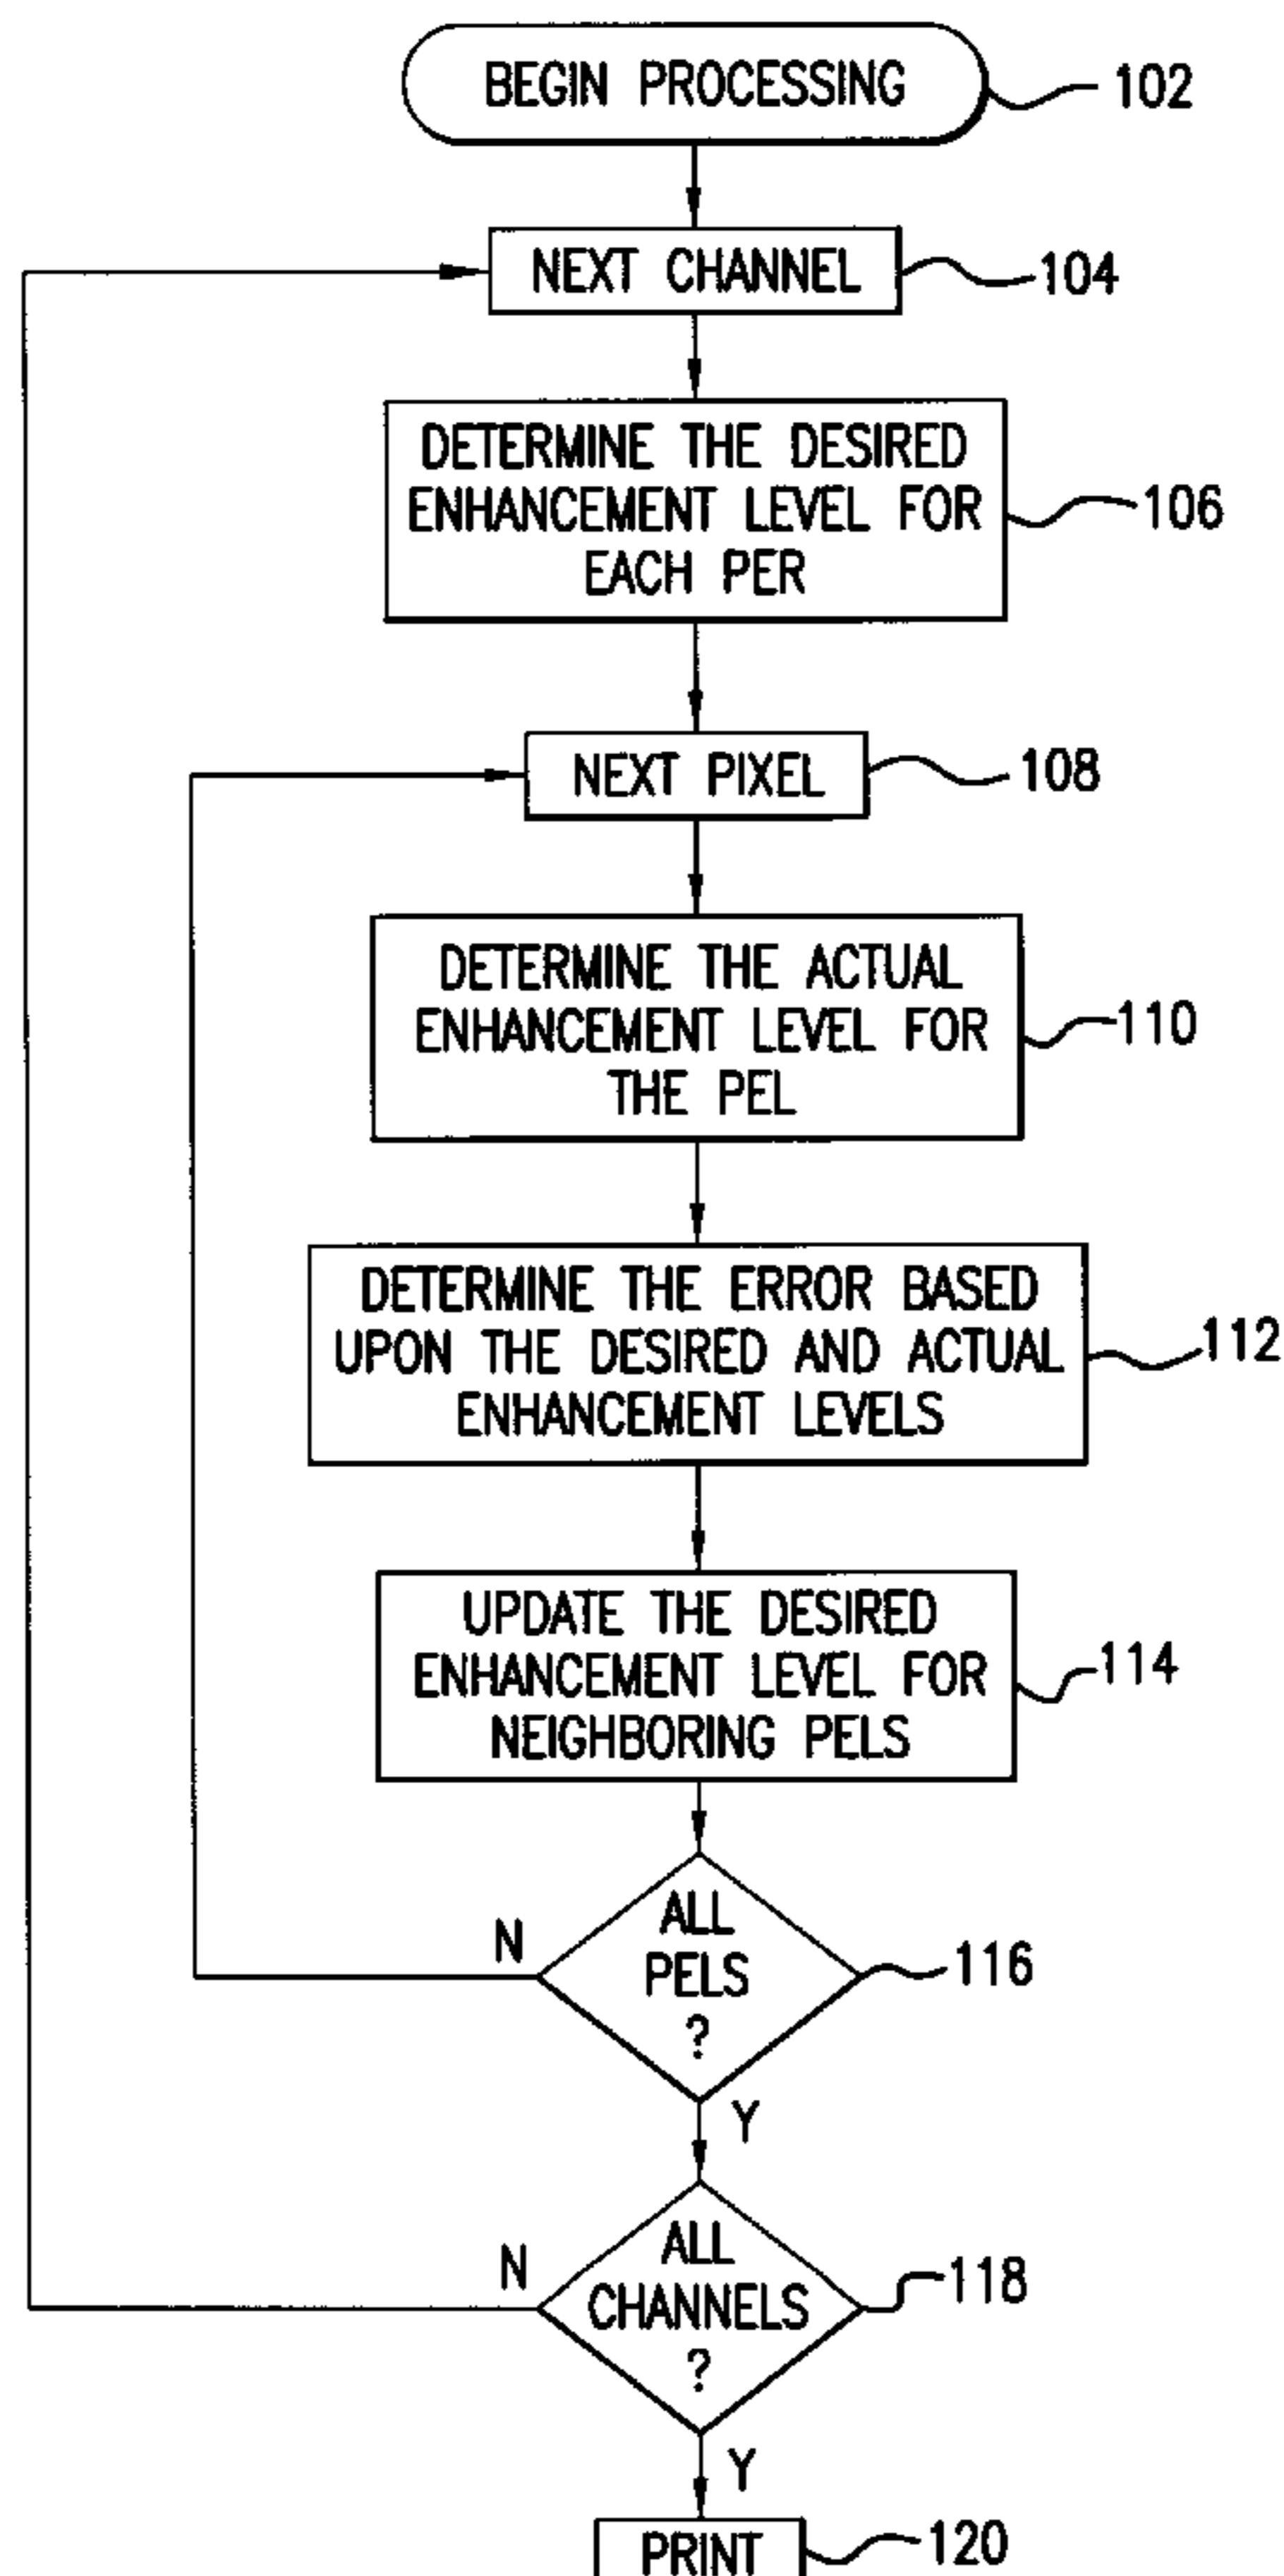 BEGIN PROCESSING
102
NEXT CHANNEL
104
DETERMINE THE DESIRED
ENHANCEMENT LEVEL FOR
EACH PER
106
NEXT PIXEL
108
DETERMINE THE ACTUAL
ENHANCEMENT LEVEL FOR
THE PEL
110
DETERMINE THE ERROR BASED
UPON THE DESIRED AND ACTUAL
ENHANCEMENT LEVELS
112
UPDATE THE DESIRED
ENHANCEMENT LEVEL FOR
NEIGHBORING PELS
114
N
ALL
PELS
?
116
Y
N
ALL
CHANNELS
?
118
Y
PRINT
120